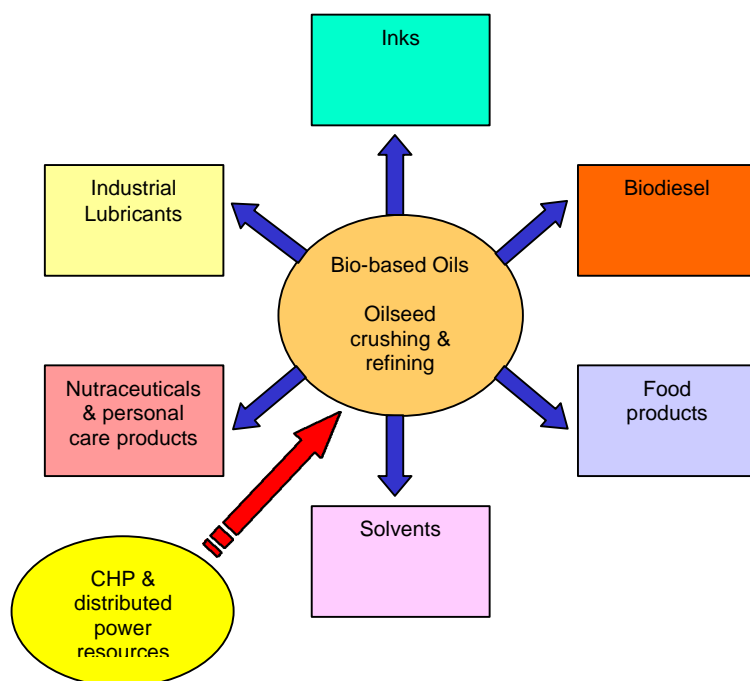 Inks
Industrial
Lubricants
Biodiesel
Bio-based Oils
Oilseed
crushing &
refining
Nutraceuticals
& personal
care products
Food
products
Solvents
CHP &
distributed
power
resources